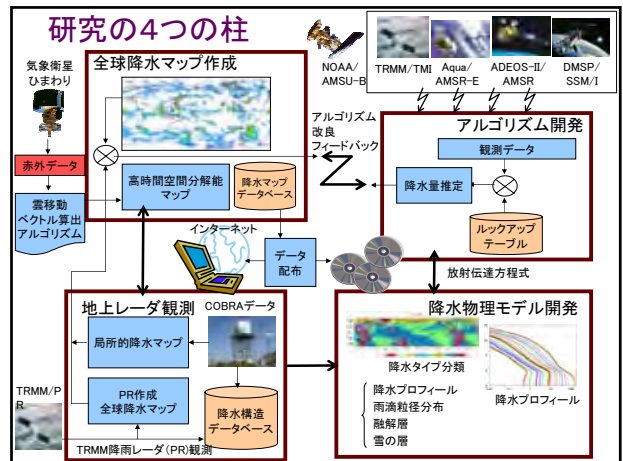 研究の4つの柱
気象衛星
ひまわり
全球降水マップ作成
NOAA/
AMSU-B
TRMM/TMI
Aqua/
AMSR-E
ADEOS-II/
AMSR
DMSP/
SSM/I
赤外データ
雲移動
ベクトル算出
アルゴリズム
高時間空間分解能
マップ
降水マップ
データベース
アルゴリズム
改良
フィードバック
アルゴリズム開発
観測データ
降水量推定
ルックアップ
テーブル
インターネット
データ
配布
放射伝達方程式
地上レーダ観測
COBRAデータ
局所的降水マップ
TRMM/P
R
PR作成
全球降水マップ
降水構造
データベース
TRMM降雨レーダ(PR)観測
降水物理モデル開発
降水タイプ分類
降水プロフィール
雨滴粒径分布
融解層
雪の層
降水プロフィール